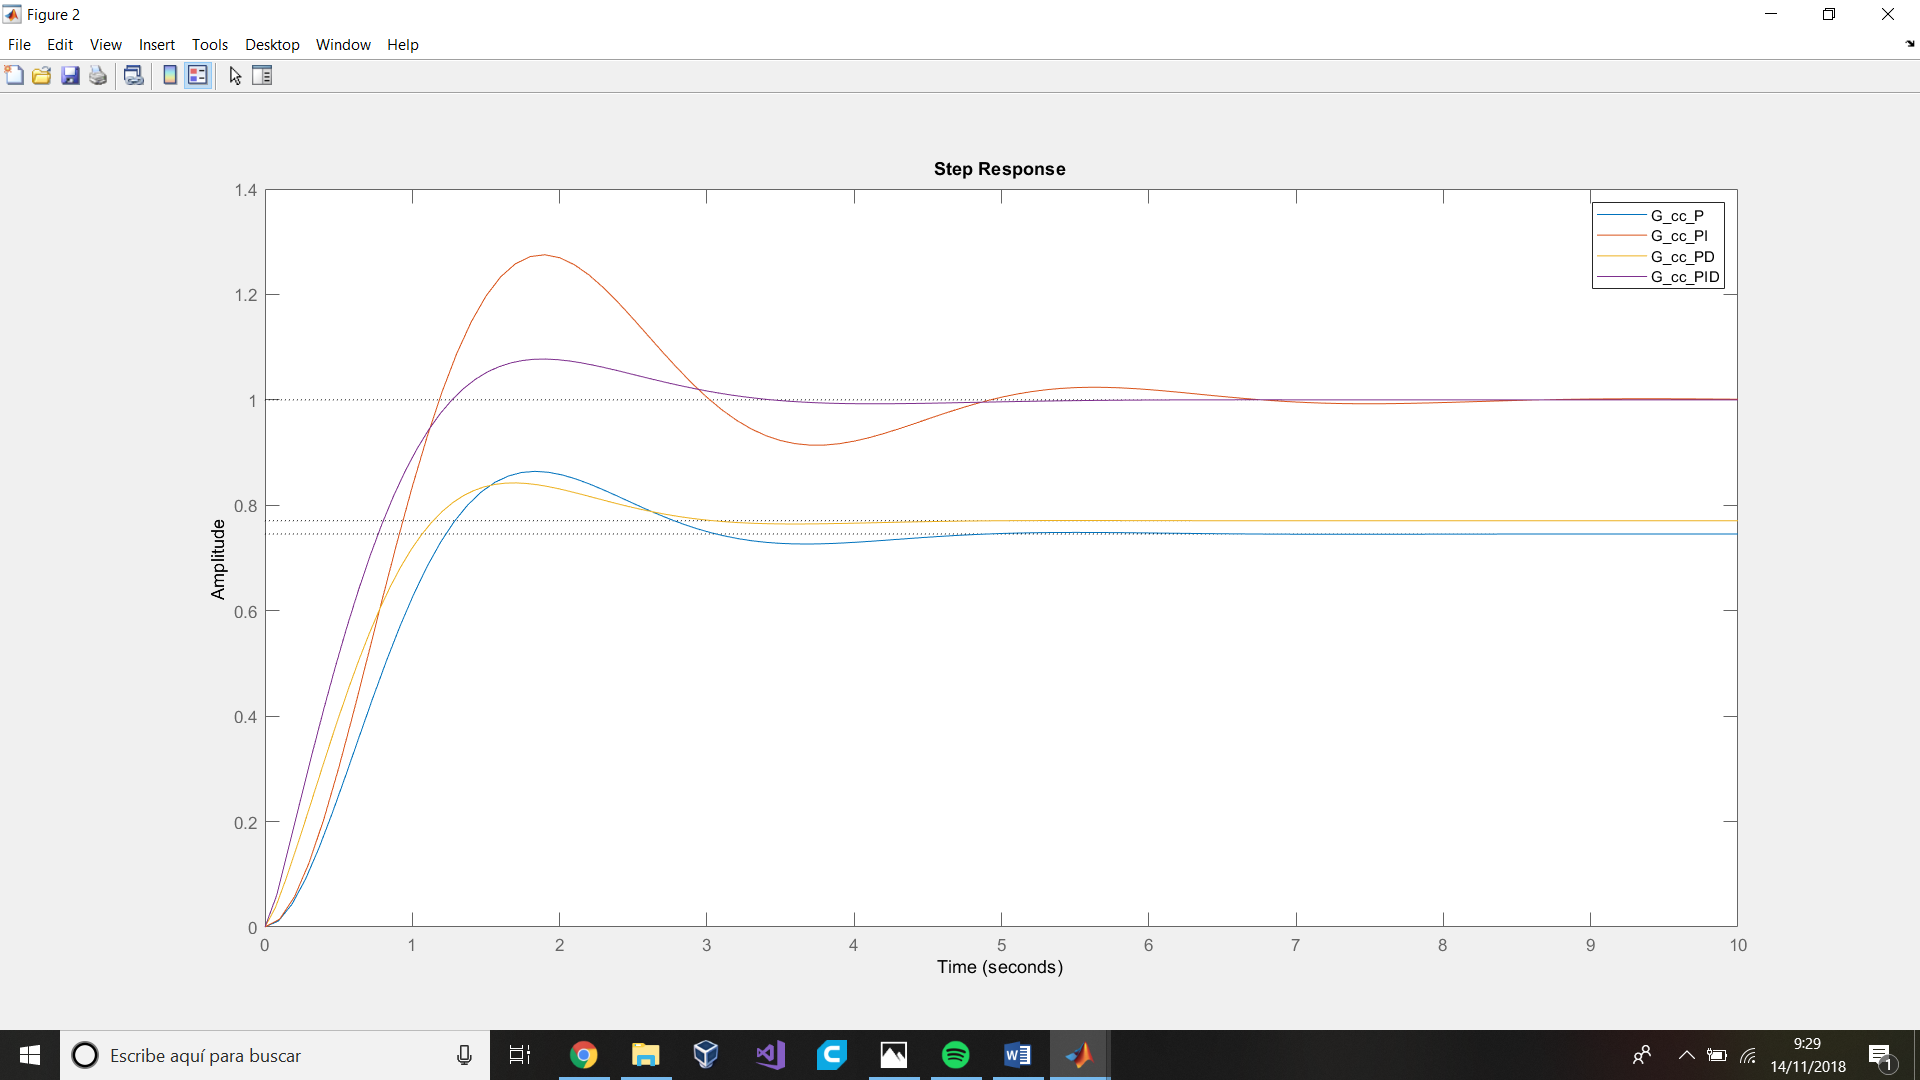 Figure 2
File Edit View Insert Tools Desktop Window Help
Step Response
1.4
1.2
1
0.8
0.6
0.4
0.2
0
Amplitude
G_cc_P
G_cc_PI
G_cc_PD
G_cc_PID
0 1 2 3 4 5 6 7 8 9 10
Time (seconds)
Escribe aquí para buscar
9:29
14/11/2018
1